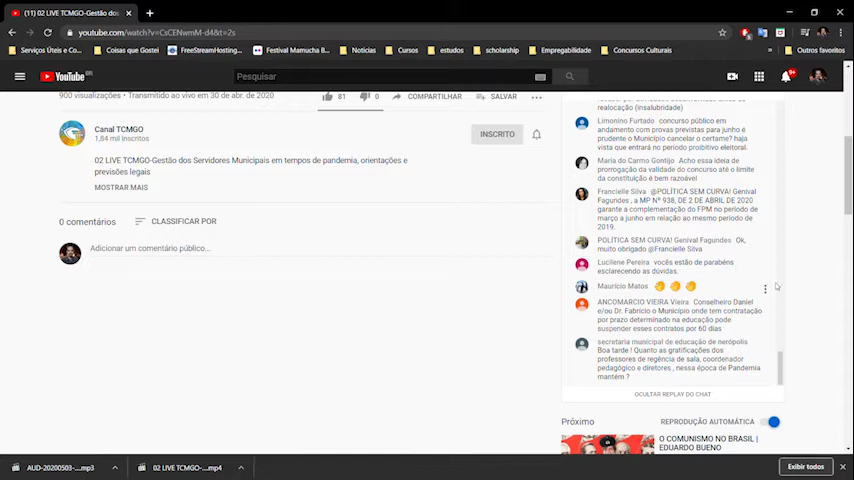 (11) 02 LIVE TCMGO-Gestão dos
youtube.com/watch?v=CsCENwmM-d4&t=2s
Serviços Úteis e Co...
Coisas que Gostei
FreeStreamHosting...
Festival Mamucha B...
Notícias
Cursos
estudos
scholarship
Empregabilidade
Concursos Culturais
»
Outros favoritos
YouTube BR
Pesquisar
9+
900 visualizações • Transmitido ao vivo em 30 de abr. de 2020
81
0
COMPARTILHAR
SALVAR
Canal TCMGO
1,84 mil inscritos
INSCRITO
02 LIVE TCMGO-Gestão dos Servidores Municipais em tempos de pandemia, orientações e
previsões legais
MOSTRAR MAIS
0 comentários
CLASSIFICAR POR
Adicionar um comentário público...
realocação (insalubridade)
Limonino Furtado concurso público em
andamento com provas previstas para junho é
prudente o Município cancelar o certame? haja
vista que entrará no período proibitivo eleitoral.
Maria do Carmo Gontijo Acho essa ideia de
prorrogação da validade do concurso até o limite
da constituição é bem razoável
Francielle Silva @POLÍTICA SEM CURVA! Genival
Fagundes , a MP Nº 938, DE 2 DE ABRIL DE 2020
garante a complementação do FPM no período de
março a junho em relação ao mesmo período de
2019.
POLÍTICA SEM CURVA! Genival Fagundes Ok,
muito obrigado @Francielle Silva
Lucilene Pereira vocês estão de parabéns
esclarecendo as dúvidas.
Maurício Matos
ANCOMARCIO VIEIRA Vieira Conselheiro Daniel
e/ou Dr. Fabrício o Município onde tem contratação
por prazo determinado na educação pode
suspender esses contratos por 60 dias
secretaria municipal de educação de nerópolis
Boa tarde ! Quanto as gratificações dos
professores de regência de sala, coordenador
pedagógico e diretores , nessa época de Pandemia
mantém ?
OCULTAR REPLAY DO CHAT
Próximo
REPRODUÇÃO AUTOMÁTICA
O COMUNISMO NO BRASIL |
EDUARDO BUENO
AUD-20200503-....mp3
02 LIVE TCMGO-....mp4
Exibir todos